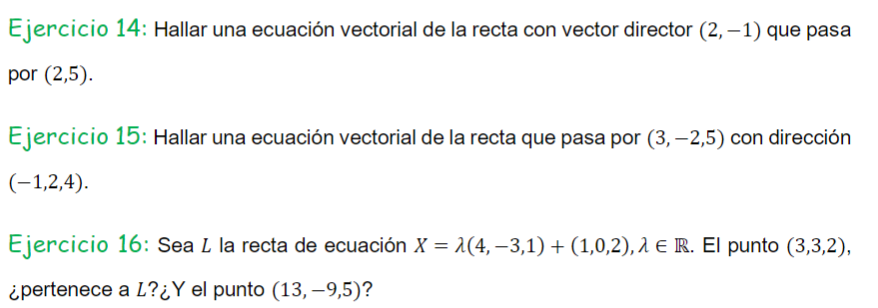 Ejercicio 14: Hallar una ecuación vectorial de la recta con vector director (2, −1) que pasa
por (2,5).
Ejercicio 15: Hallar una ecuación vectorial de la recta que pasa por (3, −2,5) con dirección
(−1,2,4).
Ejercicio 16: Sea L la recta de ecuación X = λ(4, −3,1) + (1,0,2), λ ∈ ℝ. El punto (3,3,2),
¿pertenece a L?¿Y el punto (13, −9,5)?